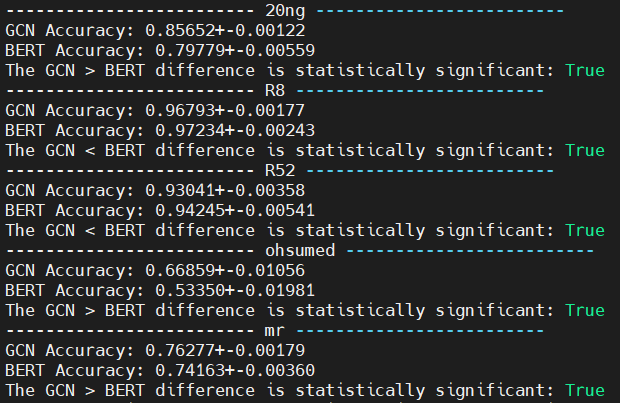 ------------------------- 20ng -------------------------
GCN Accuracy: 0.85652+-0.00122
BERT Accuracy: 0.79779+-0.00559
The GCN > BERT difference is statistically significant: True
------------------------- R8 -------------------------
GCN Accuracy: 0.96793+-0.00177
BERT Accuracy: 0.97234+-0.00243
The GCN < BERT difference is statistically significant: True
------------------------- R52 -------------------------
GCN Accuracy: 0.93041+-0.00358
BERT Accuracy: 0.94245+-0.00541
The GCN < BERT difference is statistically significant: True
------------------------- ohsumed -------------------------
GCN Accuracy: 0.66859+-0.01056
BERT Accuracy: 0.53350+-0.01981
The GCN > BERT difference is statistically significant: True
------------------------- mr -------------------------
GCN Accuracy: 0.76277+-0.00179
BERT Accuracy: 0.74163+-0.00360
The GCN > BERT difference is statistically significant: True